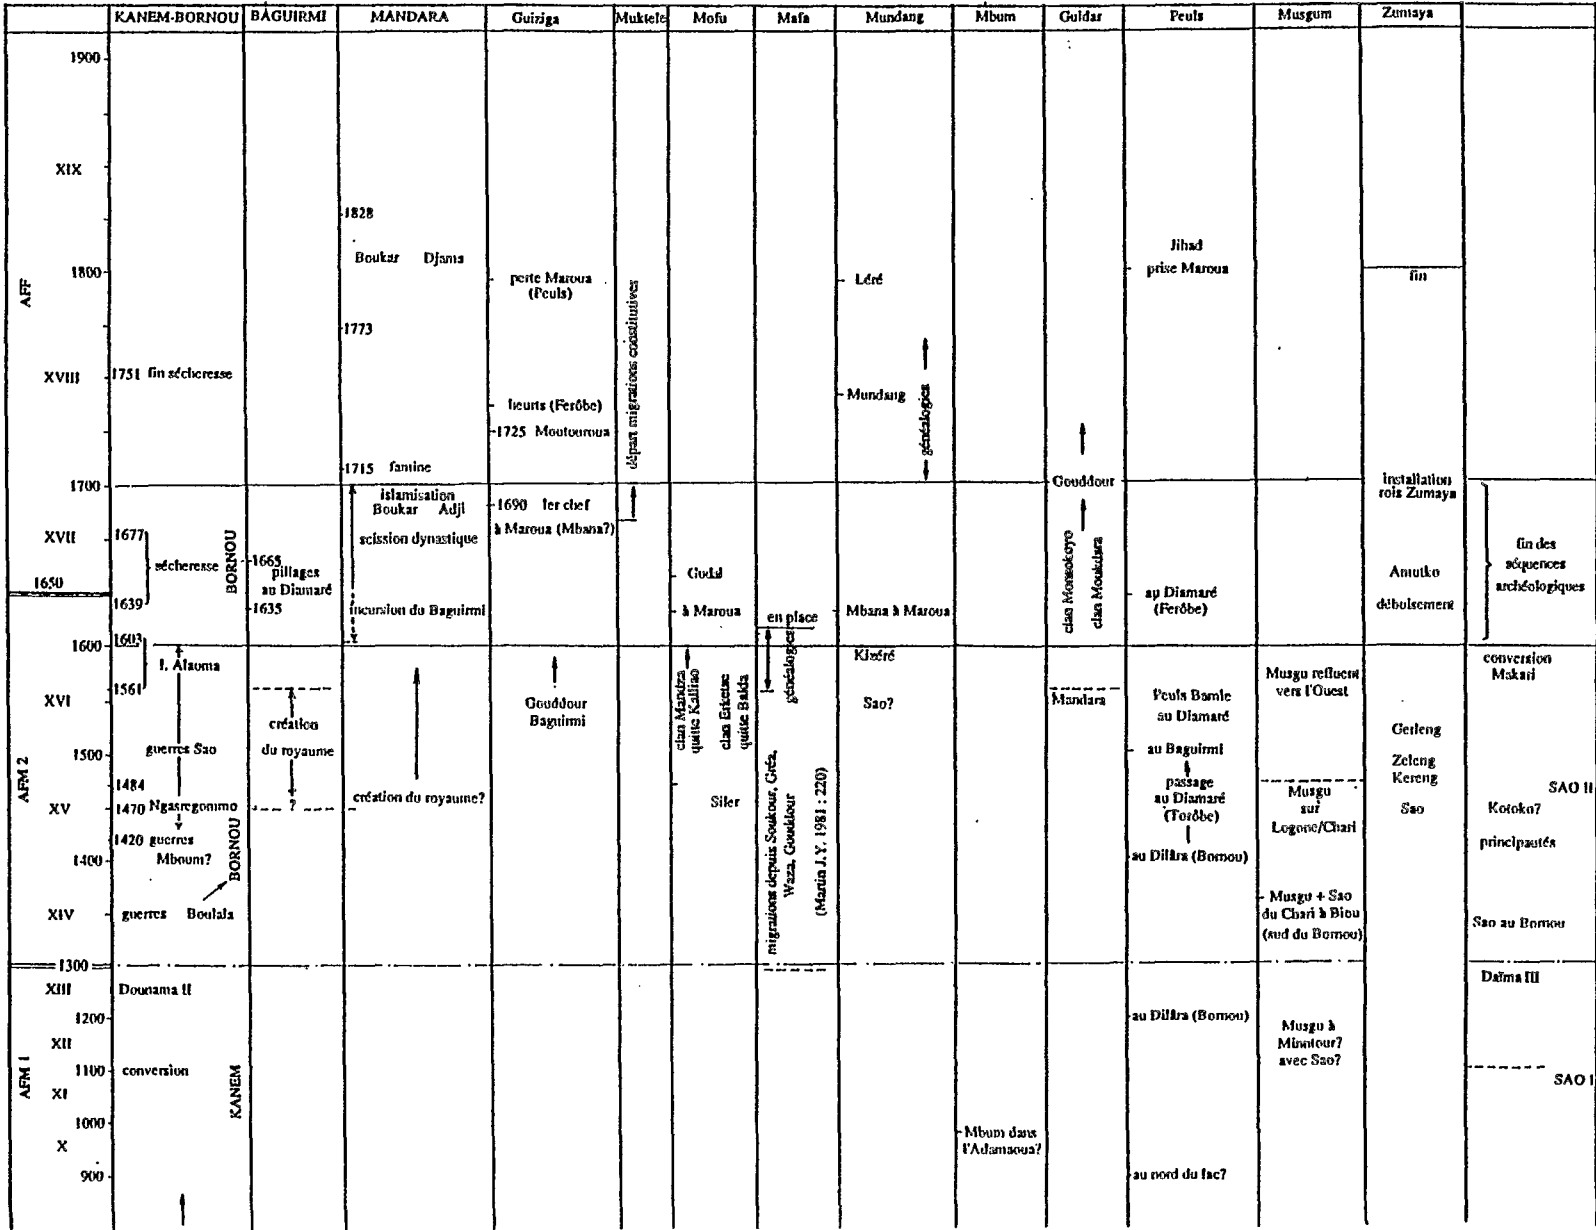 KANEM-BORNOU
BAGUIRMI
MANDARA
Guiziga
Muktele
Mofu
Mafa
Mundang
Mbum
Guidar
Peuls
Musgum
Zumaya
AFF
AFM 2
AFM 1
1900
XIX
1800
XVIII
1700
XVII
1650
1600
XVI
1500
XV
1400
XIV
1300
XIII
1200
XII
1100
XI
1000
X
900
1751 fin sécheresse
1677
sécheresse
1639
BORNOU
1603
I. Alaoma
1561
guerres Sao
1484
1470 Ngasregommo
1420 guerres
Mboum?
BORNOU
guerres Boulala
Dounama II
conversion
KANEM
1665
pillages
au Diamaré
1635
création
du royaume
?
1828
Boukar Djama
1773
1715 famine
islamisation
Boukar Adji
scission dynastique
incursion du Baguirmi
création du royaume?
perte Maroua
(Peuls)
heurts (Ferôbe)
1725 Moutouroua
1690 1er chef
à Maroua (Mbana?)
Gouddour
Baguirmi
départ migrations constitutives
Gudal
à Maroua
clan Mandza
quitte Kalliao
clan Erketse
quitte Balda
Siler
en place
généalogies
migrations depuis Soukour, Gréa,
Waza, Gouddour
(Martin J.Y. 1981 : 220)
Léré
Mundang
généalogies
Mbana à Maroua
Kizéré
Sao?
Mbum dans
l'Adamaoua?
Gouddour
clan Monsokoyo
clan Moukdara
Mandara
Jihad
prise Maroua
au Diamaré
(Ferôbe)
Peuls Bamle
au Diamaré
au Baguirmi
passage
au Diamaré
(Torôbe)
au Dilâra (Bornou)
au Dilâra (Bornou)
au nord du lac?
Musgu refluent
vers l'Ouest
Musgu
sur
Logone/Chari
Musgu + Sao
du Chari à Biou
(sud du Bornou)
Musgu à
Minntour?
avec Sao?
fin
installation
rois Zumaya
Amutko
déboisement
Gerleng
Zeleng
Kereng
Sao
fin des
séquences
archéologiques
conversion
Makari
SAO II
Kotoko?
principautés
Sao au Bornou
Daïma III
SAO I